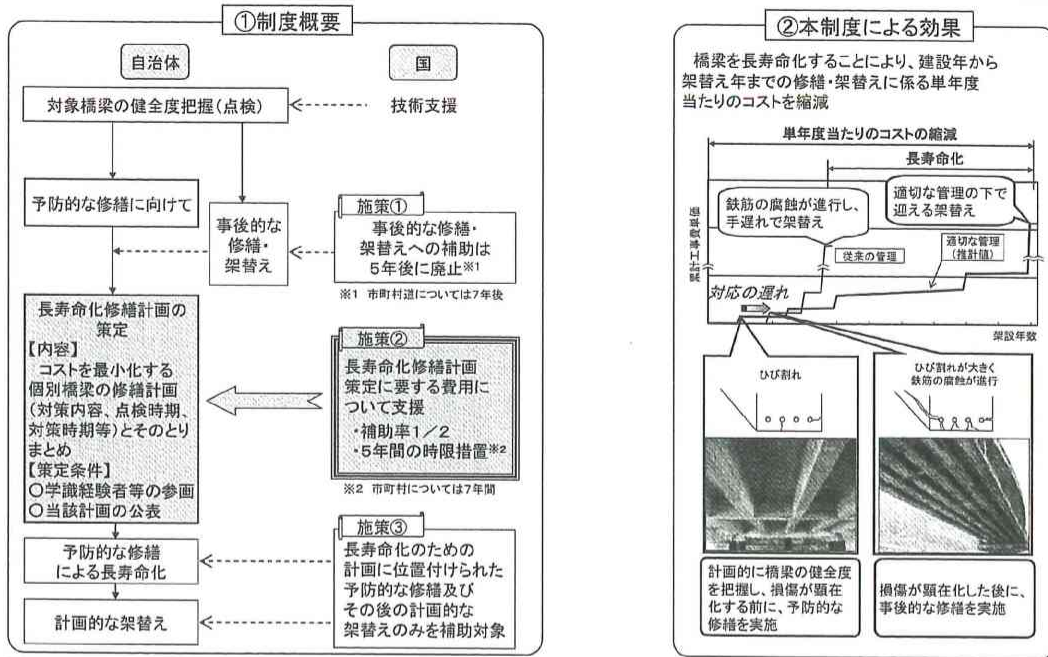 ①制度概要
自治体
国
対象橋梁の健全度把握（点検）
技術支援
予防的な修繕に向けて
事後的な
修繕・
架替え
施策①
事後的な修繕・
架替えへの補助は
5年後に廃止※1
※1 市町村道については7年後
長寿命化修繕計画の
策定
【内容】
コストを最小化する
個別橋梁の修繕計画
（対策内容、点検時期、
対策時期等）とそのとり
まとめ
【策定条件】
○学識経験者等の参画
○当該計画の公表
施策②
長寿命化修繕計画
策定に要する費用に
ついて支援
・補助率1／2
・5年間の時限措置※2
※2 市町村については7年間
予防的な修繕
による長寿命化
計画的な架替え
施策③
長寿命化のための
計画に位置付けられた
予防的な修繕及び
その後の計画的な
架替えのみを補助対象
②本制度による効果
橋梁を長寿命化することにより、建設年から
架替え年までの修繕・架替えに係る単年度
当たりのコストを縮減
単年度当たりのコストの縮減
長寿命化
鉄筋の腐蝕が進行し、
手遅れで架替え
適切な管理の下で
迎える架替え
従来の管理
適切な管理
（推計値）
累計工事費単価
対応の遅れ
架設年数
ひび割れ
ひび割れが大きく
鉄筋の腐蝕が進行
計画的に橋梁の健全度
を把握し、損傷が顕在
化する前に、予防的な
修繕を実施
損傷が顕在化した後に、
事後的な修繕を実施